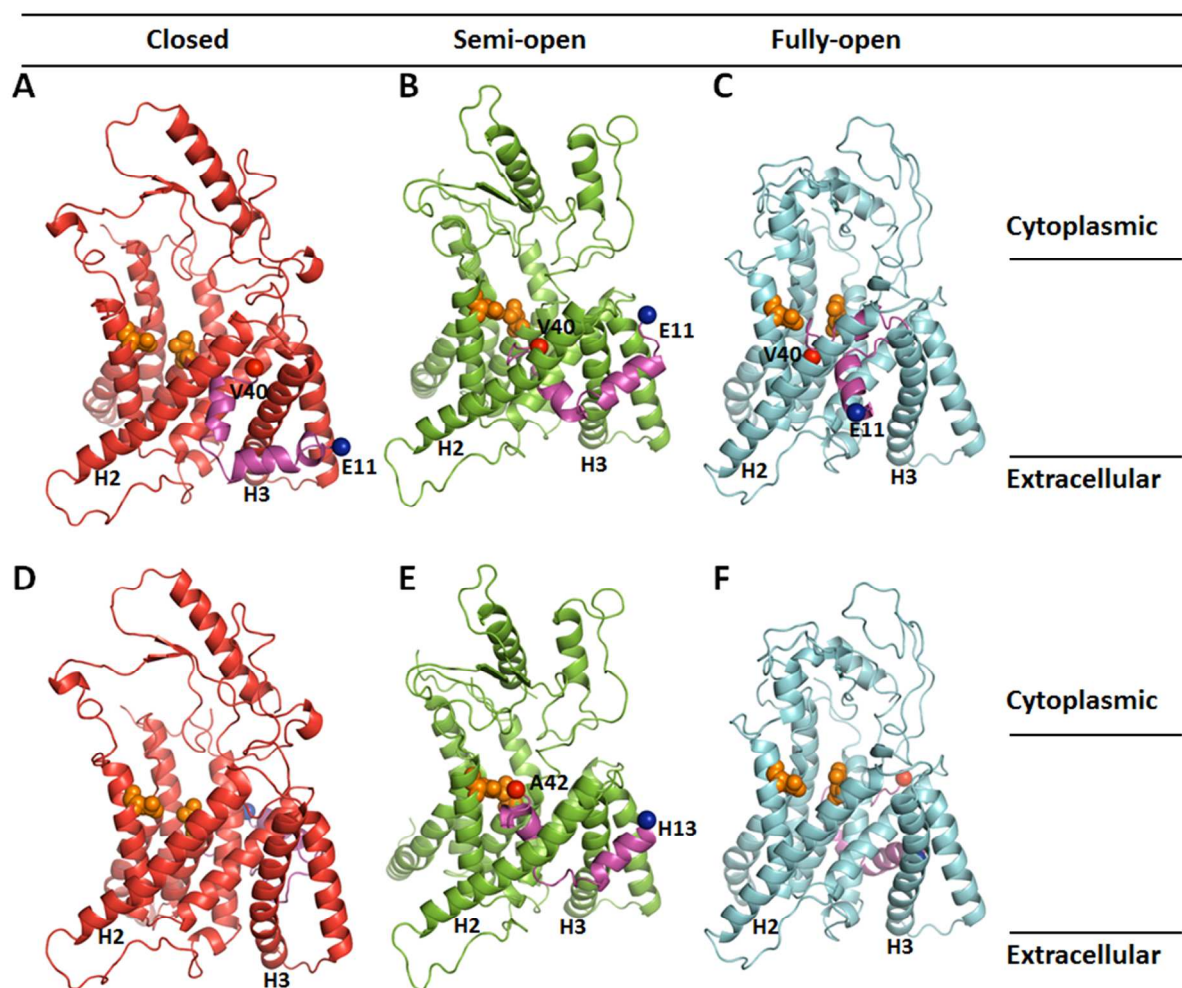 Closed Semi-open Fully-open
A B C
Cytoplasmic
V40 E11
V40 E11
V40 E11
H2 H3
H2 H3
H2 H3
Extracellular
D E F
Cytoplasmic
A42
H13
H2 H3
H2 H3
H2 H3
Extracellular